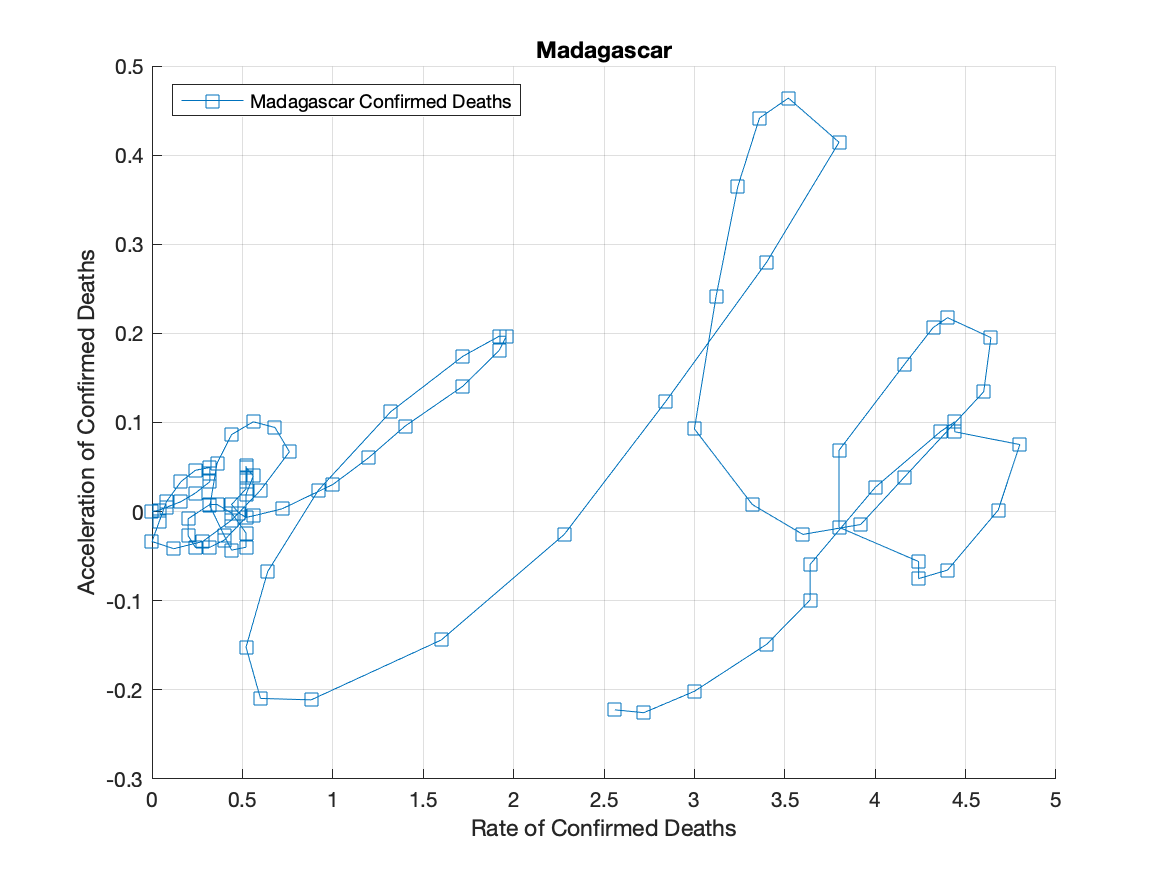 Madagascar
Madagascar Confirmed Deaths
0.5
0.4
0.3
0.2
0.1
0
-0.1
-0.2
-0.3
Acceleration of Confirmed Deaths
0 0.5 1 1.5 2 2.5 3 3.5 4 4.5 5
Rate of Confirmed Deaths